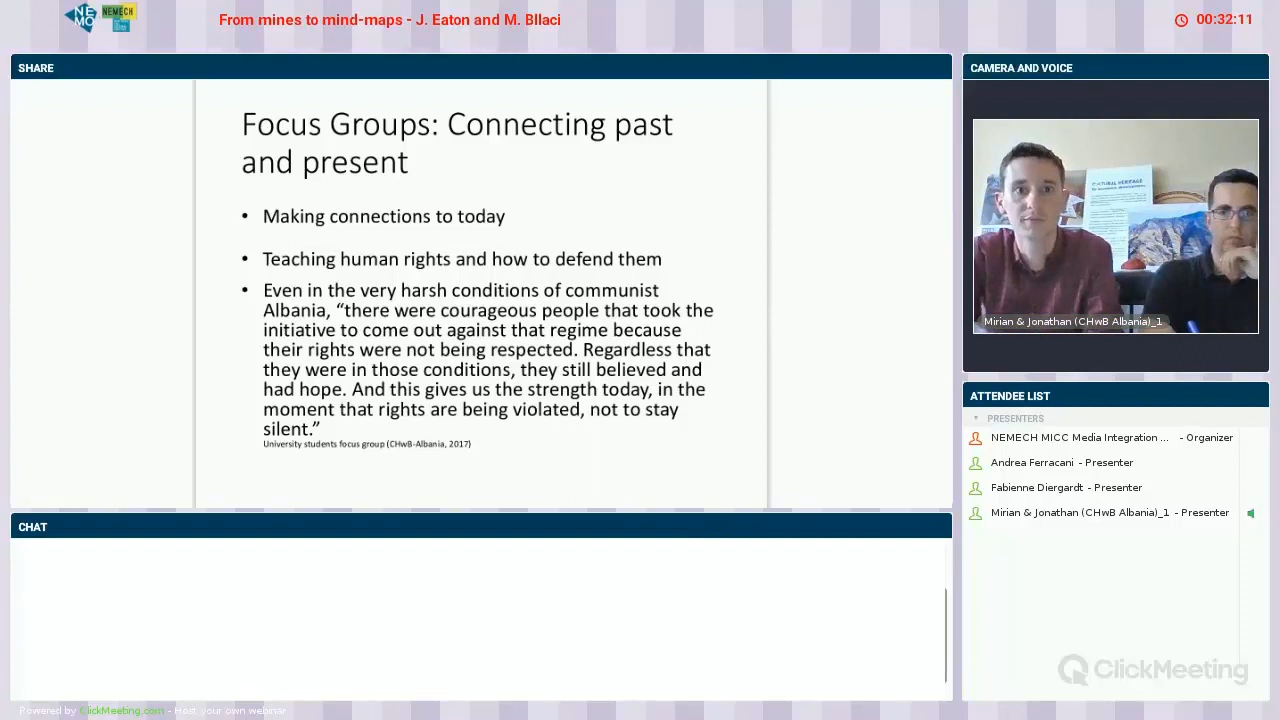 NE
MO
NEMECH
From mines to mind-maps - J. Eaton and M. Bllaci
00:32:11
SHARE
Focus Groups: Connecting past
and present
• Making connections to today
• Teaching human rights and how to defend them
• Even in the very harsh conditions of communist
Albania, “there were courageous people that took the
initiative to come out against that regime because
their rights were not being respected. Regardless that
they were in those conditions, they still believed and
had hope. And this gives us the strength today, in the
moment that rights are being violated, not to stay
silent.”
University students focus group (CHwB-Albania, 2017)
CAMERA AND VOICE
CULTURAL HERITAGE
Mirian & Jonathan (CHwB Albania)_1
ATTENDEE LIST
PRESENTERS
NEMECH MICC Media Integration ... - Organizer
Andrea Ferracani - Presenter
Fabienne Diergardt - Presenter
Mirian & Jonathan (CHwB Albania)_1 - Presenter
CHAT
ClickMeeting
Powered by ClickMeeting.com - Host your own webinar